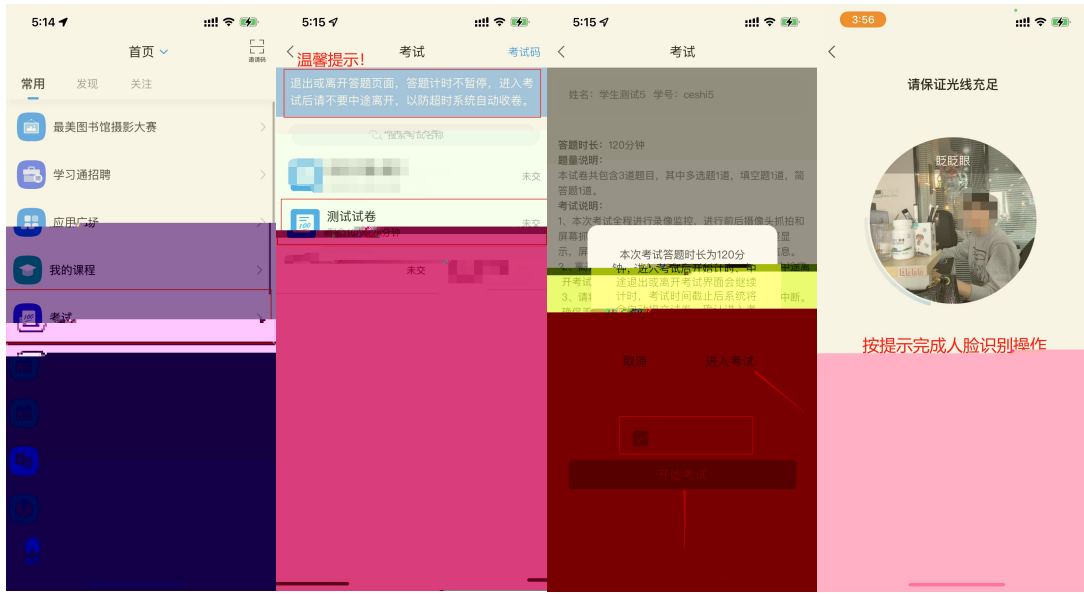 5:14
首页
邀请码
常用 发现 关注
最美图书馆摄影大赛
学习通招聘
应用广场
我的课程
考试
5:15
考试
考试码
温馨提示！
退出或离开答题页面，答题计时不暂停，进入考
试后请不要中途离开，以防超时系统自动收卷。
搜索考试名称
未交
测试试卷
未交
未交
5:15
考试
姓名：学生测试5 学号：ceshi5
答题时长：120分钟
题量说明：
本试卷共包含3道题目，其中多选题1道，填空题1道，简
答题1道。
考试说明：
1、本次考试全程进行录像监控，进行前后摄像头抓拍和
本次考试答题时长为120分
钟，进入考试后开始计时，中
途退出或离开考试界面会继续
计时，考试时间截止后系统将
取消
进入考试
开始考试
3:56
请保证光线充足
眨眨眼
按提示完成人脸识别操作